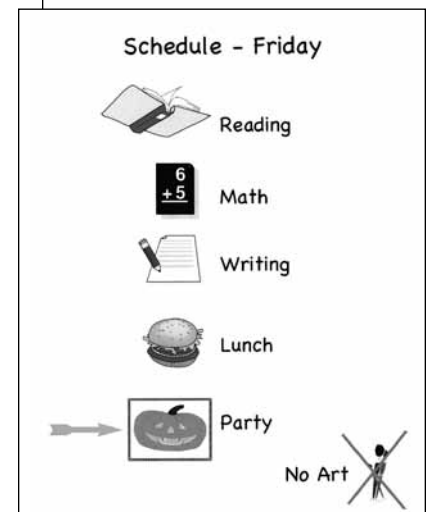 Schedule - Friday
Reading
6
+5
Math
Writing
Lunch
Party
No Art